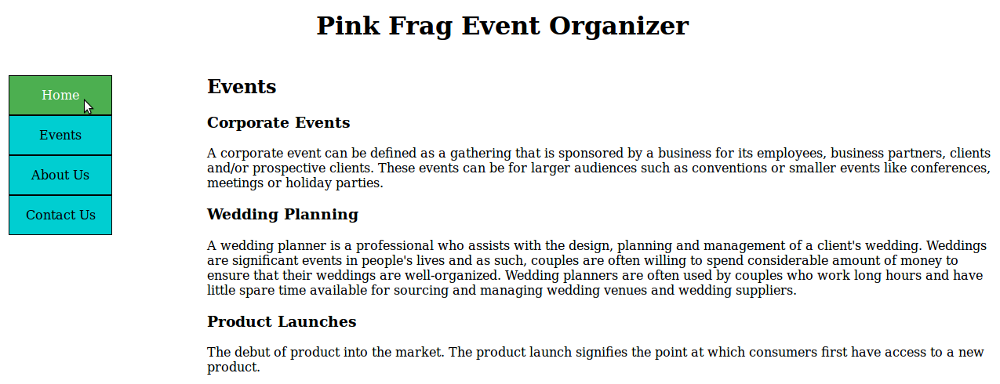 Pink Frag Event Organizer
Home
Events
About Us
Contact Us
Events
Corporate Events
A corporate event can be defined as a gathering that is sponsored by a business for its employees, business partners, clients
and/or prospective clients. These events can be for larger audiences such as conventions or smaller events like conferences,
meetings or holiday parties.
Wedding Planning
A wedding planner is a professional who assists with the design, planning and management of a client's wedding. Weddings
are significant events in people's lives and as such, couples are often willing to spend considerable amount of money to
ensure that their weddings are well-organized. Wedding planners are often used by couples who work long hours and have
little spare time available for sourcing and managing wedding venues and wedding suppliers.
Product Launches
The debut of product into the market. The product launch signifies the point at which consumers first have access to a new
product.